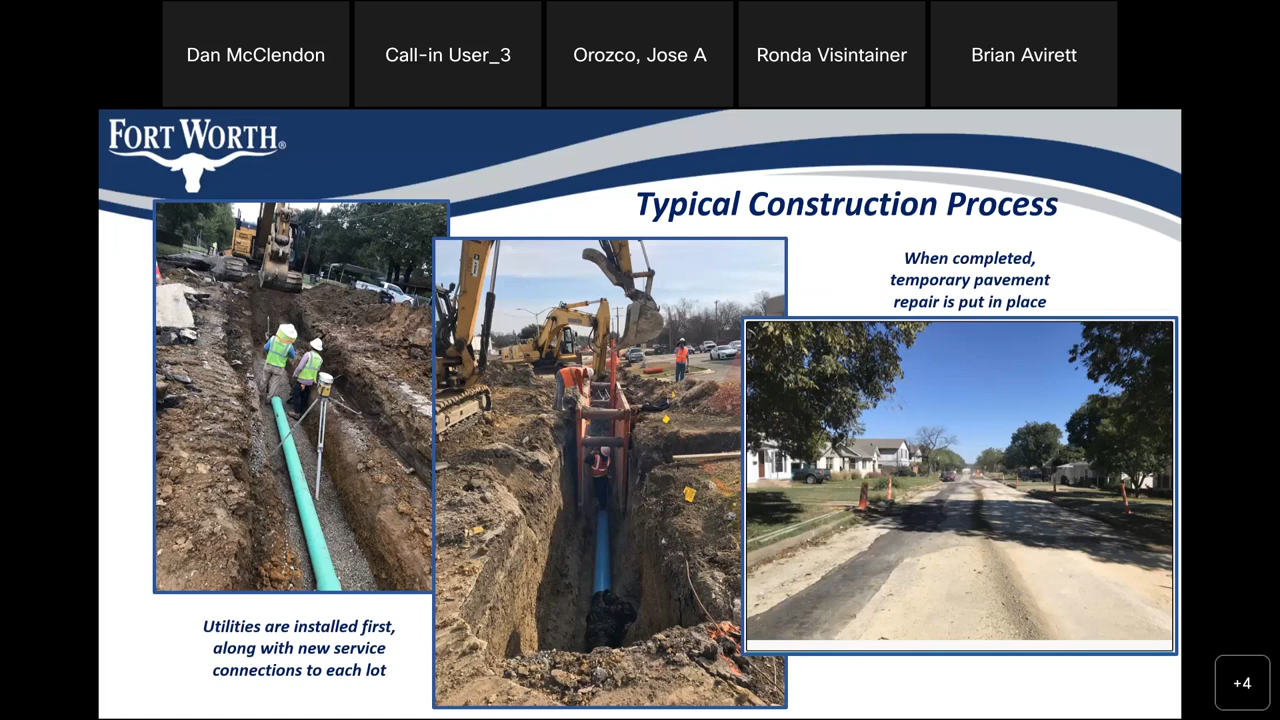 Dan McClendon
Call-in User_3
Orozco, Jose A
Ronda Visintainer
Brian Avirett
FORT WORTH®
Typical Construction Process
When completed,
temporary pavement
repair is put in place
Utilities are installed first,
along with new service
connections to each lot
+4